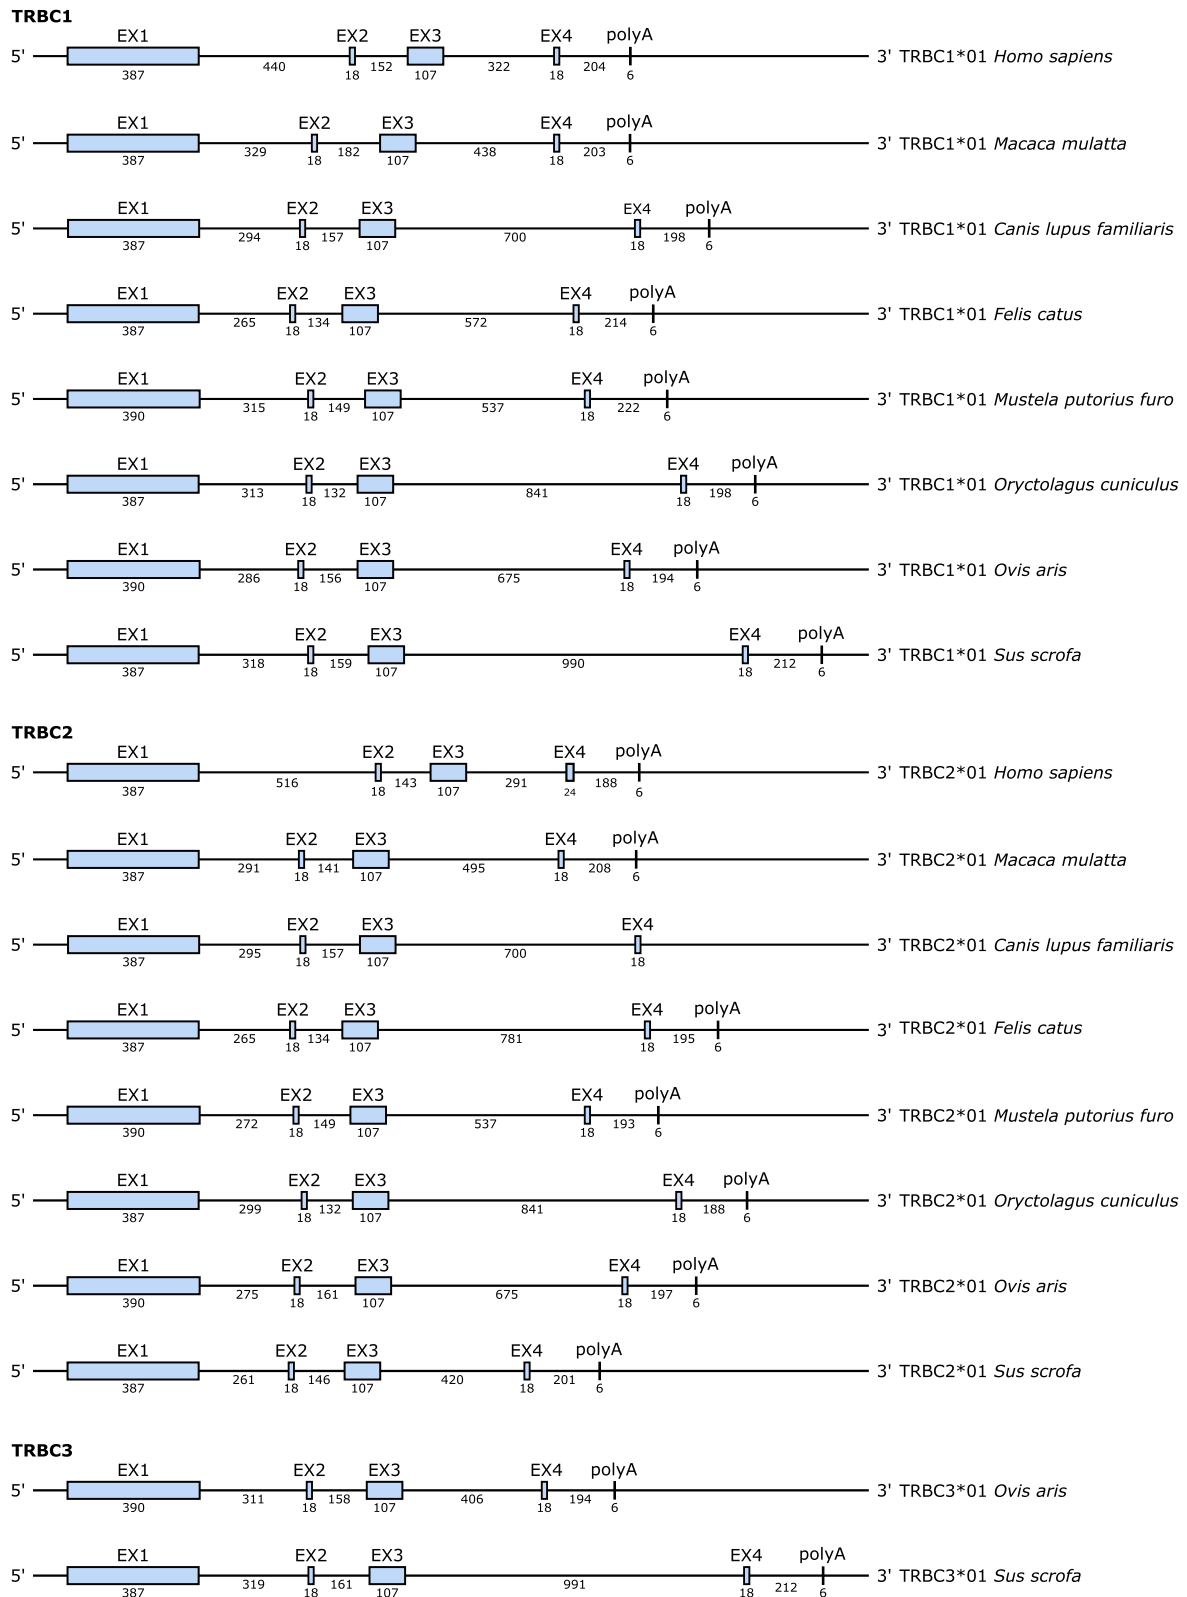 TRBC1
EX1 EX2 EX3 EX4 polyA
5' 3' TRBC1*01 Homo sapiens
387 440 18 152 107 322 18 204 6
EX1 EX2 EX3 EX4 polyA
5' 3' TRBC1*01 Macaca mulatta
387 329 18 182 107 438 18 203 6
EX1 EX2 EX3 EX4 polyA
5' 3' TRBC1*01 Canis lupus familiaris
387 294 18 157 107 700 18 198 6
EX1 EX2 EX3 EX4 polyA
5' 3' TRBC1*01 Felis catus
387 265 18 134 107 572 18 214 6
EX1 EX2 EX3 EX4 polyA
5' 3' TRBC1*01 Mustela putorius furo
390 315 18 149 107 537 18 222 6
EX1 EX2 EX3 EX4 polyA
5' 3' TRBC1*01 Oryctolagus cuniculus
387 313 18 132 107 841 18 198 6
EX1 EX2 EX3 EX4 polyA
5' 3' TRBC1*01 Ovis aris
390 286 18 156 107 675 18 194 6
EX1 EX2 EX3 EX4 polyA
5' 3' TRBC1*01 Sus scrofa
387 318 18 159 107 990 18 212 6
TRBC2
EX1 EX2 EX3 EX4 polyA
5' 3' TRBC2*01 Homo sapiens
387 516 18 143 107 291 24 188 6
EX1 EX2 EX3 EX4 polyA
5' 3' TRBC2*01 Macaca mulatta
387 291 18 141 107 495 18 208 6
EX1 EX2 EX3 EX4
5' 3' TRBC2*01 Canis lupus familiaris
387 295 18 157 107 700 18
EX1 EX2 EX3 EX4 polyA
5' 3' TRBC2*01 Felis catus
387 265 18 134 107 781 18 195 6
EX1 EX2 EX3 EX4 polyA
5' 3' TRBC2*01 Mustela putorius furo
390 272 18 149 107 537 18 193 6
EX1 EX2 EX3 EX4 polyA
5' 3' TRBC2*01 Oryctolagus cuniculus
387 299 18 132 107 841 18 188 6
EX1 EX2 EX3 EX4 polyA
5' 3' TRBC2*01 Ovis aris
390 275 18 161 107 675 18 197 6
EX1 EX2 EX3 EX4 polyA
5' 3' TRBC2*01 Sus scrofa
387 261 18 146 107 420 18 201 6
TRBC3
EX1 EX2 EX3 EX4 polyA
5' 3' TRBC3*01 Ovis aris
390 311 18 158 107 406 18 194 6
EX1 EX2 EX3 EX4 polyA
5' 3' TRBC3*01 Sus scrofa
387 319 18 161 107 991 18 212 6